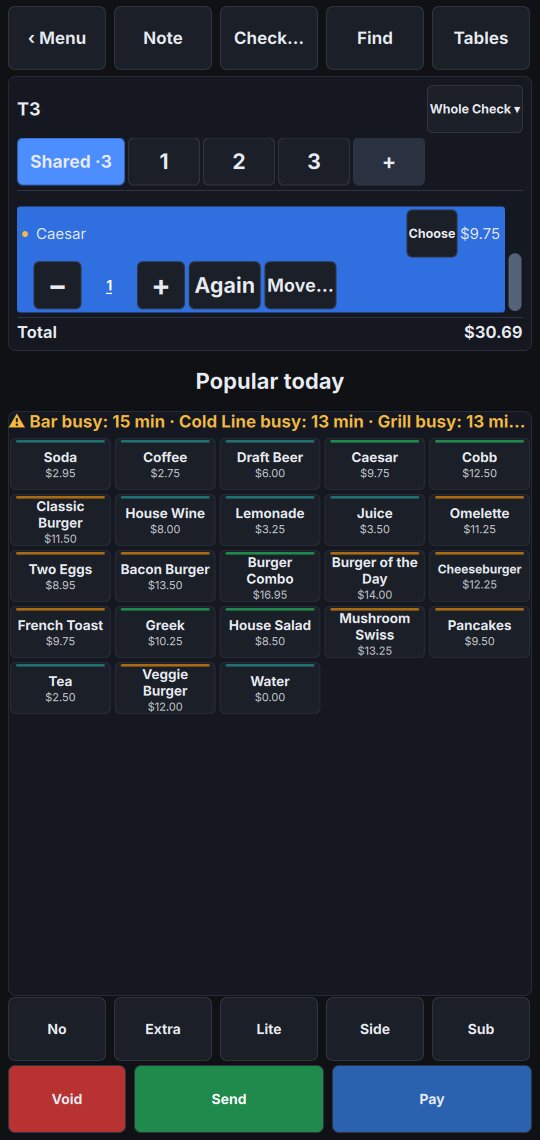 ‹ Menu Note Check... Find Tables
T3 Whole Check ▾
Shared ·3 1 2 3 +
• Caesar Choose $9.75
− 1 + Again Move...
Total $30.69
Popular today
⚠ Bar busy: 15 min · Cold Line busy: 13 min · Grill busy: 13 mi...
Soda Coffee Draft Beer Caesar Cobb
$2.95 $2.75 $6.00 $9.75 $12.50
Classic Burger House Wine Lemonade Juice Omelette
$11.50 $8.00 $3.25 $3.50 $11.25
Two Eggs Bacon Burger Burger Combo Burger of the Day Cheeseburger
$8.95 $13.50 $16.95 $14.00 $12.25
French Toast Greek House Salad Mushroom Swiss Pancakes
$9.75 $10.25 $8.50 $13.25 $9.50
Tea Veggie Burger Water
$2.50 $12.00 $0.00
No Extra Lite Side Sub
Void Send Pay